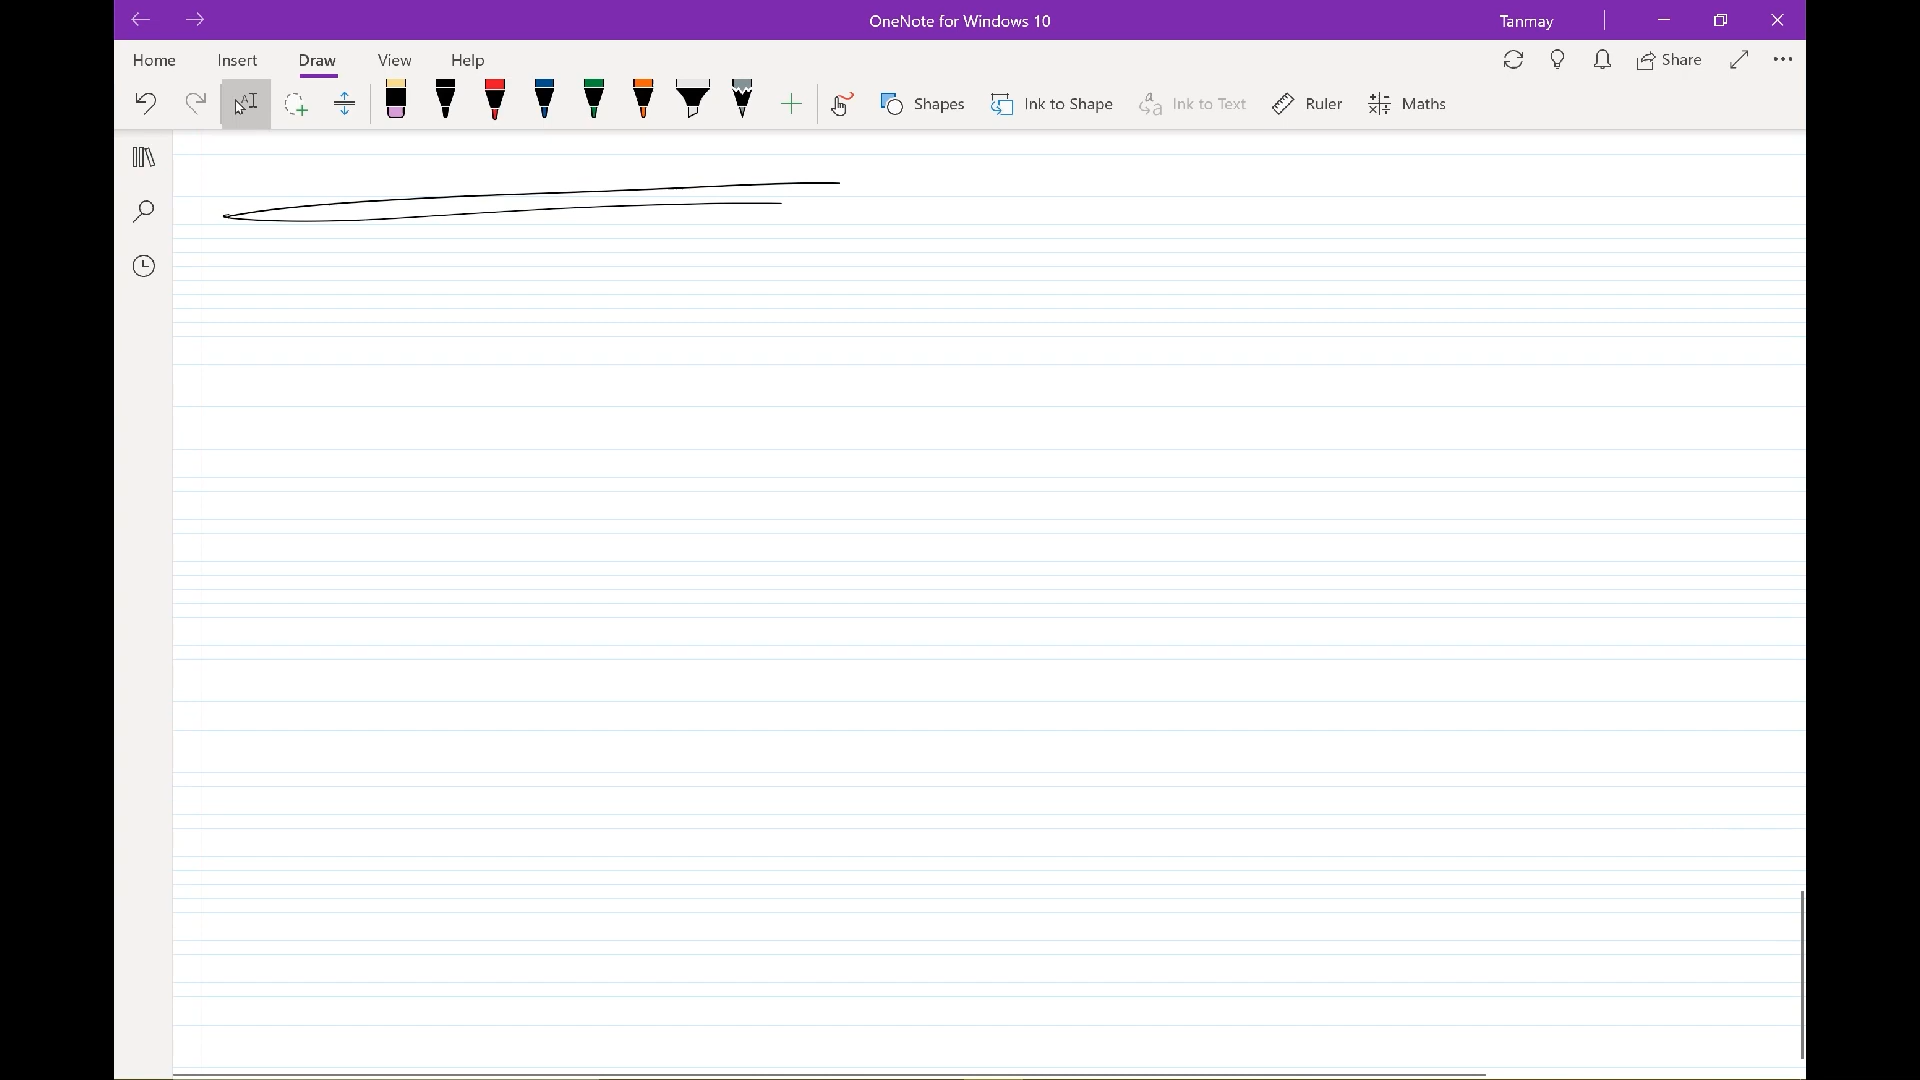 OneNote for Windows 10
Tanmay
Home Insert Draw View Help
Share
Shapes Ink to Shape Ink to Text Ruler Maths